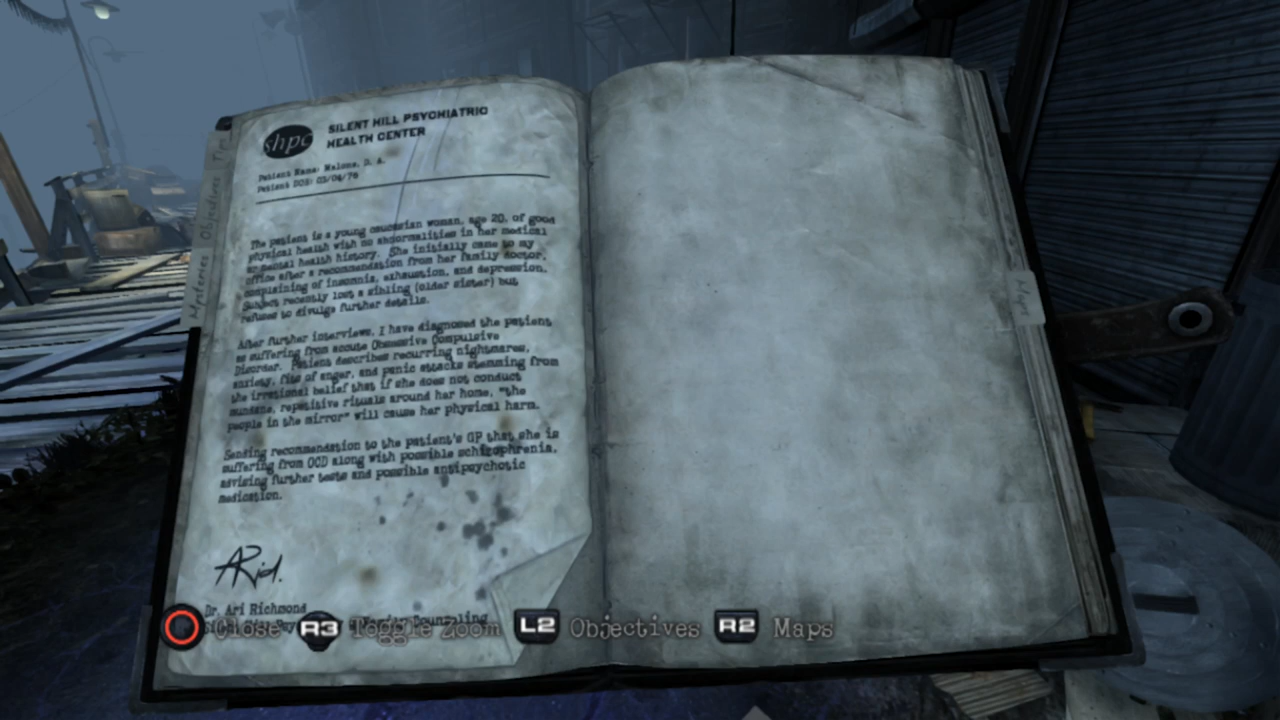 shpc
SILENT HILL PSYCHIATRIC
HEALTH CENTER
Patient Name: Malone, D. A.
Patient DOB: 03/04/76
The patient is a young caucasian woman, age 20, of good
physical health with no abnormalities in her medical
or mental health history. She initially came to my
office after a recommendation from her family doctor,
complaining of insomnia, exhaustion, and depression.
Subject recently lost a sibling (older sister) but
refuses to divulge further details.
After further interviews, I have diagnosed the patient
as suffering from accute Obsessive Compulsive
Disorder. Patient describes recurring nightmares,
anxiety, fits of anger, and panic attacks stemming from
the irrational belief that if she does not conduct
mundane, repetitive rituals around her home, "the
people in the mirror" will cause her physical harm.
Sending recommendation to the patient's GP that she is
suffering from OCD along with possible schizophrenia,
advising further tests and possible antipsychotic
medication.
Dr. Ari Richmond
Counseling
Close R3 Toggle Zoom L2 Objectives R2 Maps
Objectives
Mysteries
Maps